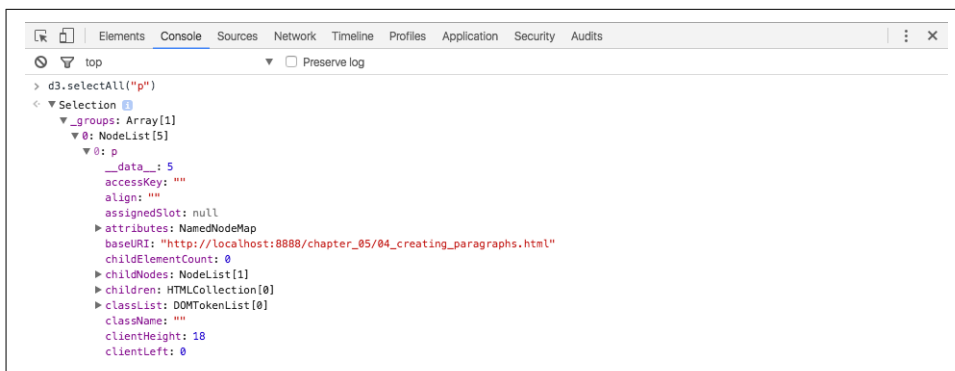 Elements Console Sources Network Timeline Profiles Application Security Audits
top Preserve log
> d3.selectAll("p")
Selection i
_groups: Array[1]
0: NodeList[5]
0: p
__data__: 5
accessKey: ""
align: ""
assignedSlot: null
attributes: NamedNodeMap
baseURI: "http://localhost:8888/chapter_05/04_creating_paragraphs.html"
childElementCount: 0
childNodes: NodeList[1]
children: HTMLCollection[0]
classList: DOMTokenList[0]
className: ""
clientHeight: 18
clientLeft: 0